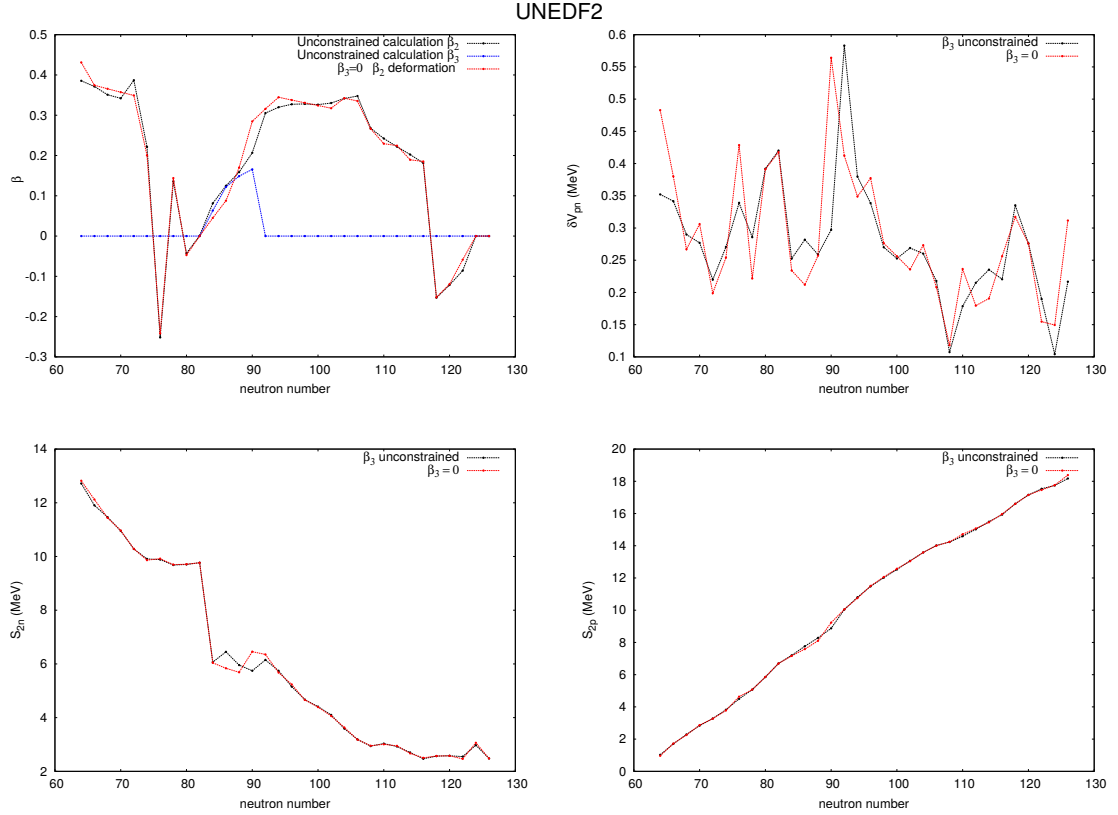 UNEDF2
Unconstrained calculation β2
Unconstrained calculation β3
β3=0 β2 deformation
0.5
0.4
0.3
0.2
0.1
0
-0.1
-0.2
-0.3
β
60 70 80 90 100 110 120 130
neutron number
β3 unconstrained
β3 = 0
0.6
0.55
0.5
0.45
0.4
0.35
0.3
0.25
0.2
0.15
0.1
δVpn (MeV)
60 70 80 90 100 110 120 130
neutron number
β3 unconstrained
β3 = 0
14
12
10
8
6
4
2
S2n (MeV)
60 70 80 90 100 110 120 130
neutron number
β3 unconstrained
β3 = 0
20
18
16
14
12
10
8
6
4
2
0
S2p (MeV)
60 70 80 90 100 110 120 130
neutron number